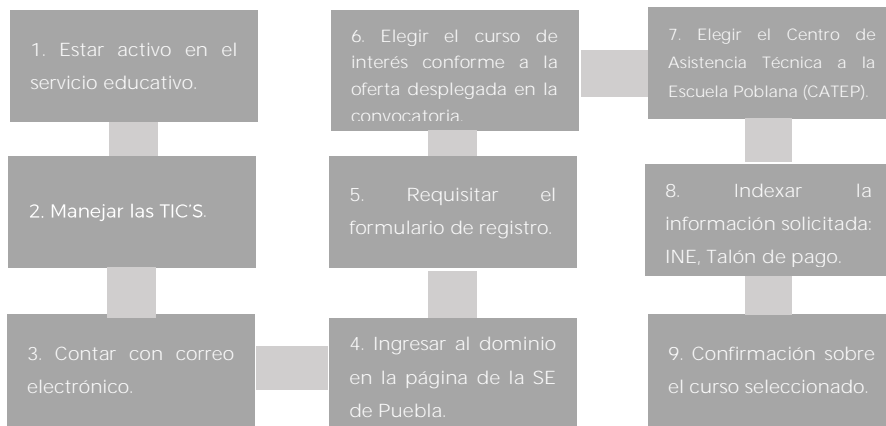 1. Estar activo en el
servicio educativo.
2. Manejar las TIC'S.
3. Contar con correo
electrónico.
4. Ingresar al dominio
en la página de la SE
de Puebla.
5. Requisitar el
formulario de registro.
6. Elegir el curso de
interés conforme a la
oferta desplegada en la
convocatoria.
7. Elegir el Centro de
Asistencia Técnica a la
Escuela Poblana (CATEP).
8. Indexar la
información solicitada:
INE, Talón de pago.
9. Confirmación sobre
el curso seleccionado.